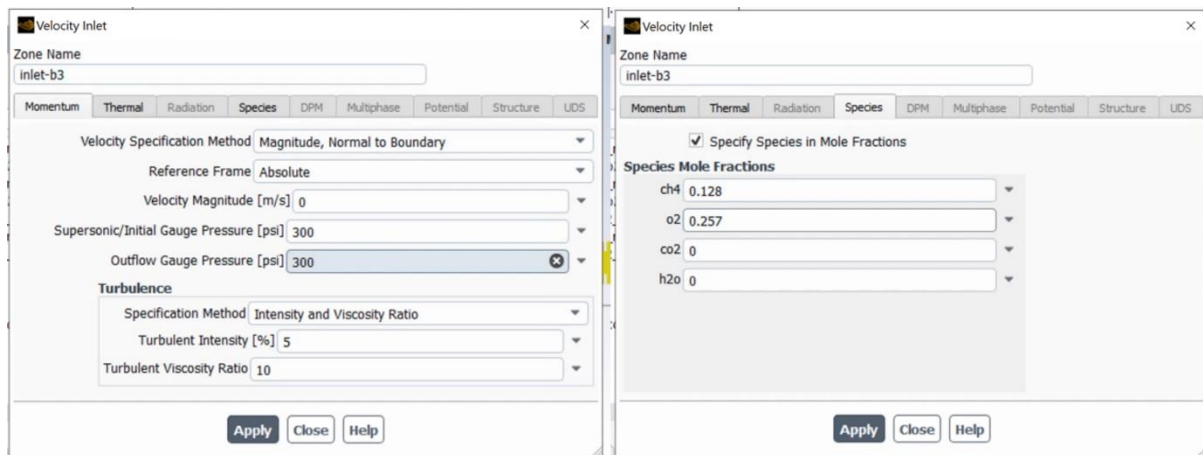 Velocity Inlet
Zone Name
inlet-b3
Momentum Thermal Radiation Species DPM Multiphase Potential Structure UDS
Velocity Specification Method Magnitude, Normal to Boundary
Reference Frame Absolute
Velocity Magnitude [m/s] 0
Supersonic/Initial Gauge Pressure [psi] 300
Outflow Gauge Pressure [psi] 300
Turbulence
Specification Method Intensity and Viscosity Ratio
Turbulent Intensity [%] 5
Turbulent Viscosity Ratio 10
Apply Close Help
Velocity Inlet
Zone Name
inlet-b3
Momentum Thermal Radiation Species DPM Multiphase Potential Structure UDS
Specify Species in Mole Fractions
Species Mole Fractions
ch4 0.128
o2 0.257
co2 0
h2o 0
Apply Close Help